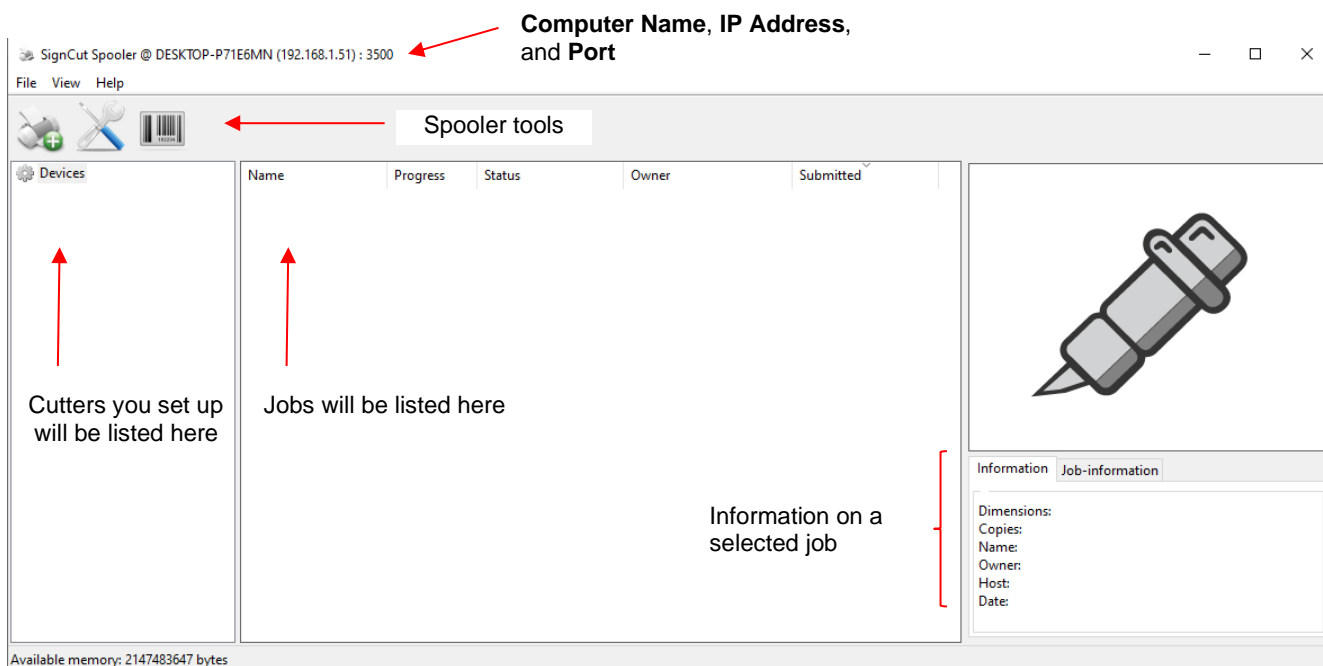 Computer Name, IP Address,
and Port
SignCut Spooler @ DESKTOP-P71E6MN (192.168.1.51) : 3500
File View Help
Spooler tools
Devices
Name Progress Status Owner Submitted
Cutters you set up
will be listed here
Jobs will be listed here
Information on a
selected job
Information Job-information
Dimensions:
Copies:
Name:
Owner:
Host:
Date:
Available memory: 2147483647 bytes